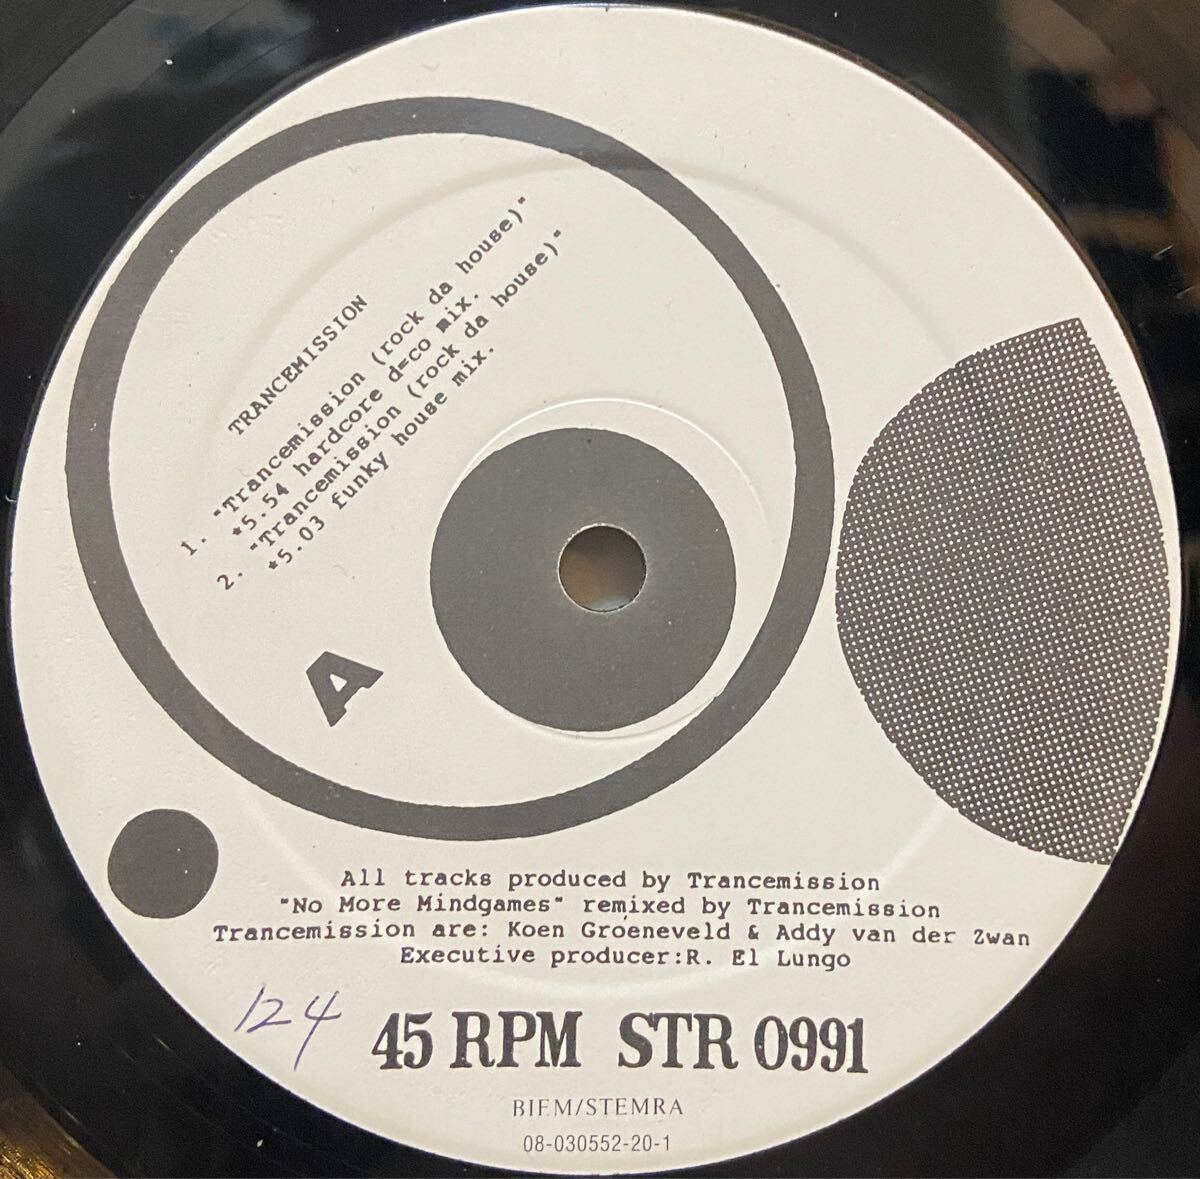 TRANCEMISSION
1. "Trancemission (rock da house)"
*5.54 hardcore d=co mix.
2. "Trancemission (rock da house)"
*5.03 funky house mix.
A
All tracks produced by Trancemission
"No More Mindgames" remixed by Trancemission
Trancemission are: Koen Groeneveld & Addy van der Zwan
Executive producer:R. El Lungo
124
45 RPM STR 0991
BIEM/STEMRA
08-030552-20-1